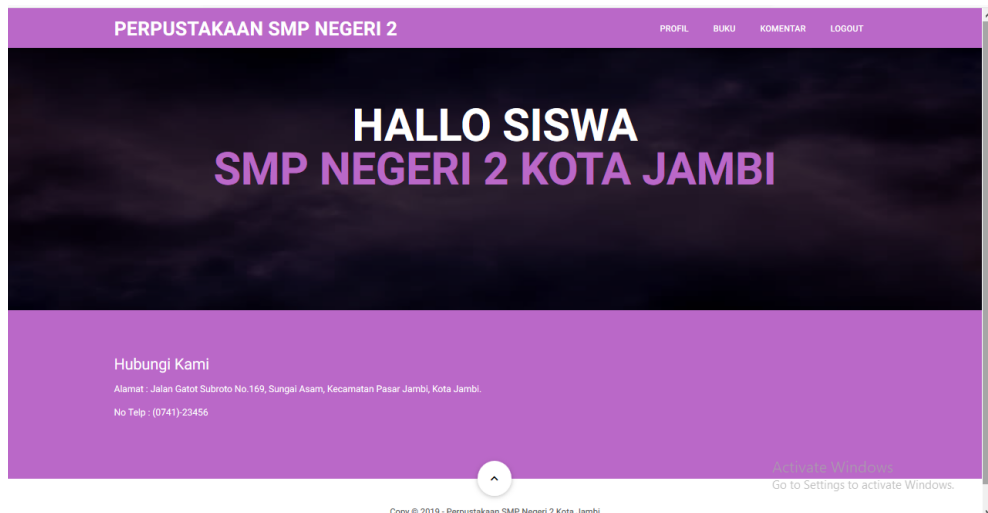 PERPUSTAKAAN SMP NEGERI 2
PROFIL BUKU KOMENTAR LOGOUT
HALLO SISWA
SMP NEGERI 2 KOTA JAMBI
Hubungi Kami
Alamat : Jalan Gatot Subroto No.169, Sungai Asam, Kecamatan Pasar Jambi, Kota Jambi.
No Telp : (0741)-23456
Activate Windows
Go to Settings to activate Windows.
Copy © 2019 - Perpustakaan SMP Negeri 2 Kota Jambi